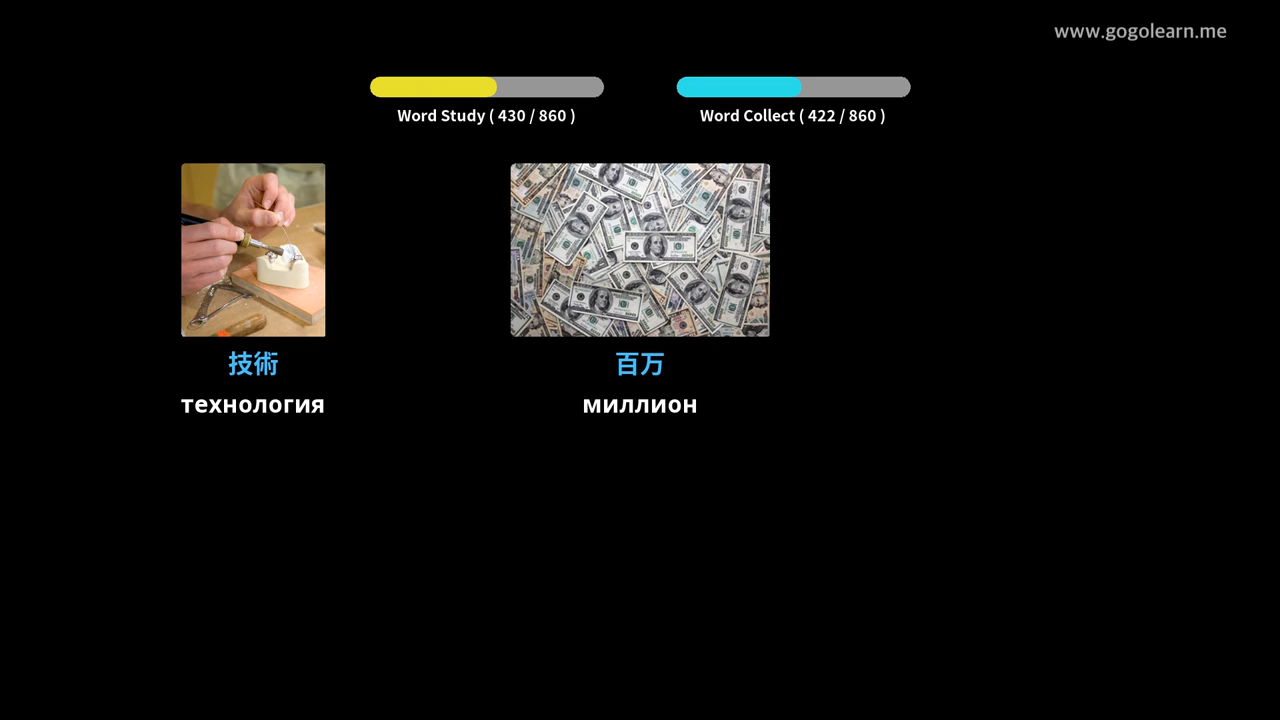 www.gogolearn.me
Word Study ( 430 / 860 )
Word Collect ( 422 / 860 )
技術
технология
百万
миллион